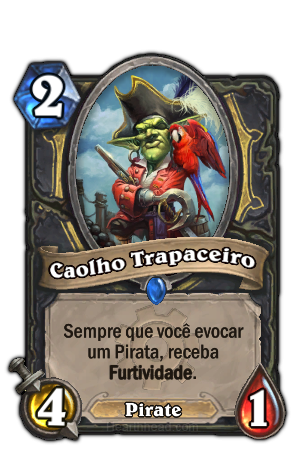 2
Caolho Trapaceiro
Sempre que você evocar
um Pirata, receba
Furtividade.
4
Pirate
1